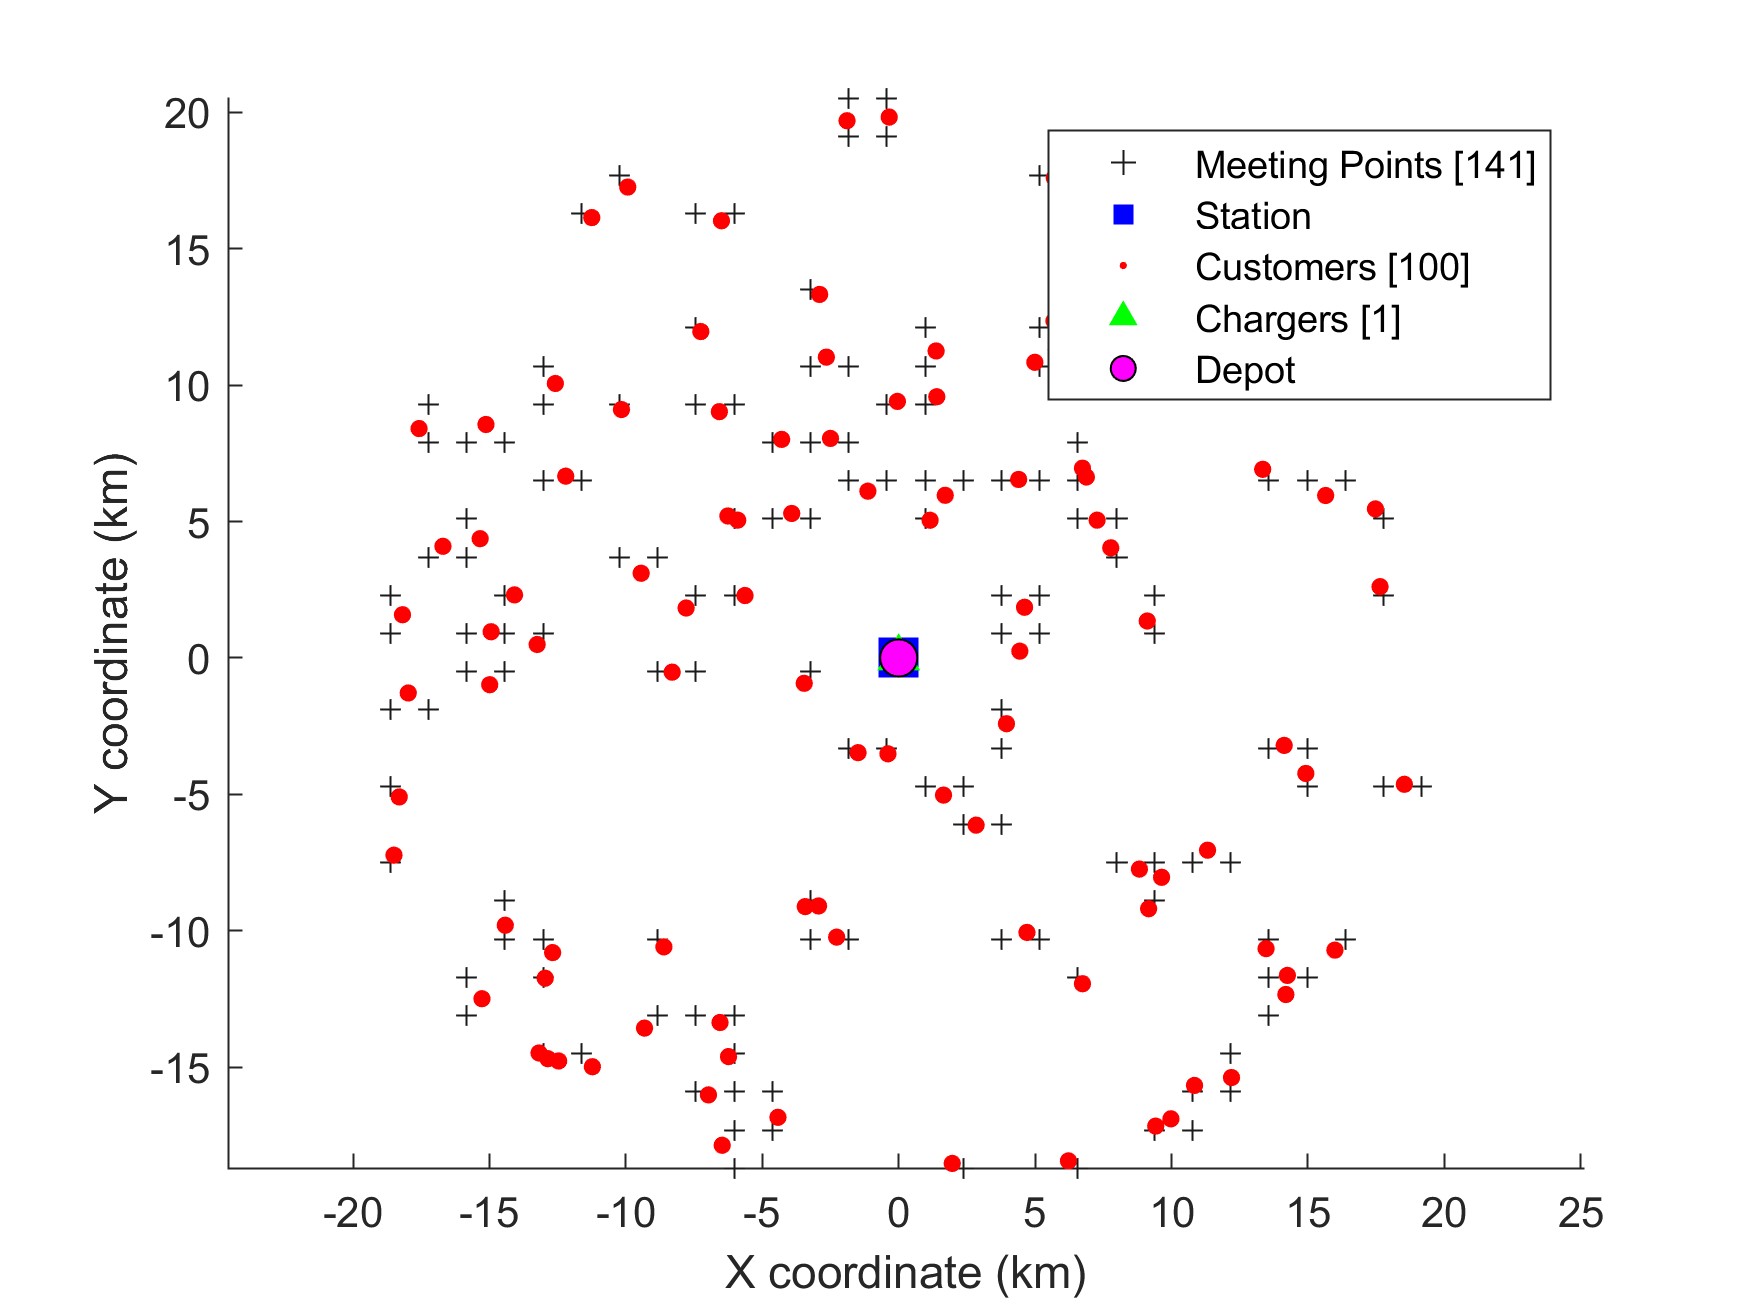 20
15
10
5
0
-5
-10
-15
Y coordinate (km)
Meeting Points [141]
Station
Customers [100]
Chargers [1]
Depot
-20 -15 -10 -5 0 5 10 15 20 25
X coordinate (km)